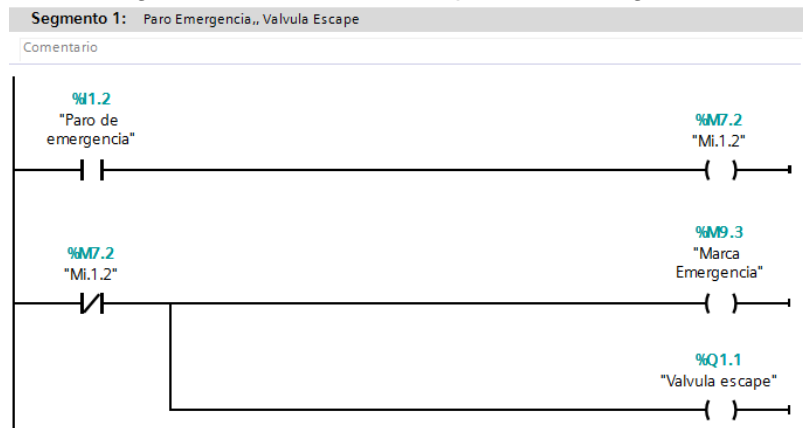 Segmento 1: Paro Emergencia,, Valvula Escape
Comentario
%I1.2
"Paro de
emergencia"
%M7.2
"Mi.1.2"
%M7.2
"Mi.1.2"
%M9.3
"Marca
Emergencia"
%Q1.1
"Valvula escape"